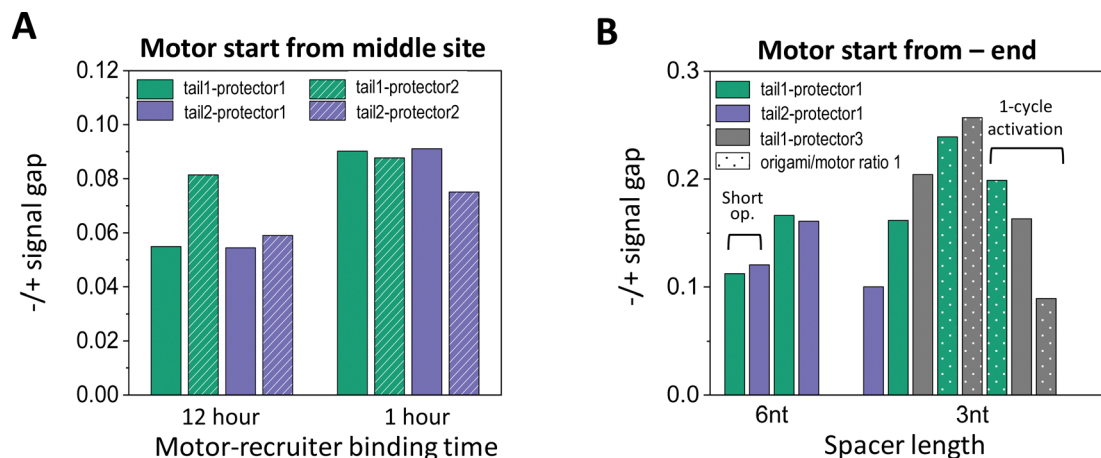 A
Motor start from middle site
0.12
0.10
0.08
0.06
0.04
0.02
0.00
-/+ signal gap
tail1-protector1
tail1-protector2
tail2-protector1
tail2-protector2
12 hour
1 hour
Motor-recruiter binding time
B
Motor start from – end
0.3
0.2
0.1
0.0
-/+ signal gap
tail1-protector1
tail2-protector1
tail1-protector3
origami/motor ratio 1
1-cycle
activation
Short
op.
6nt
3nt
Spacer length